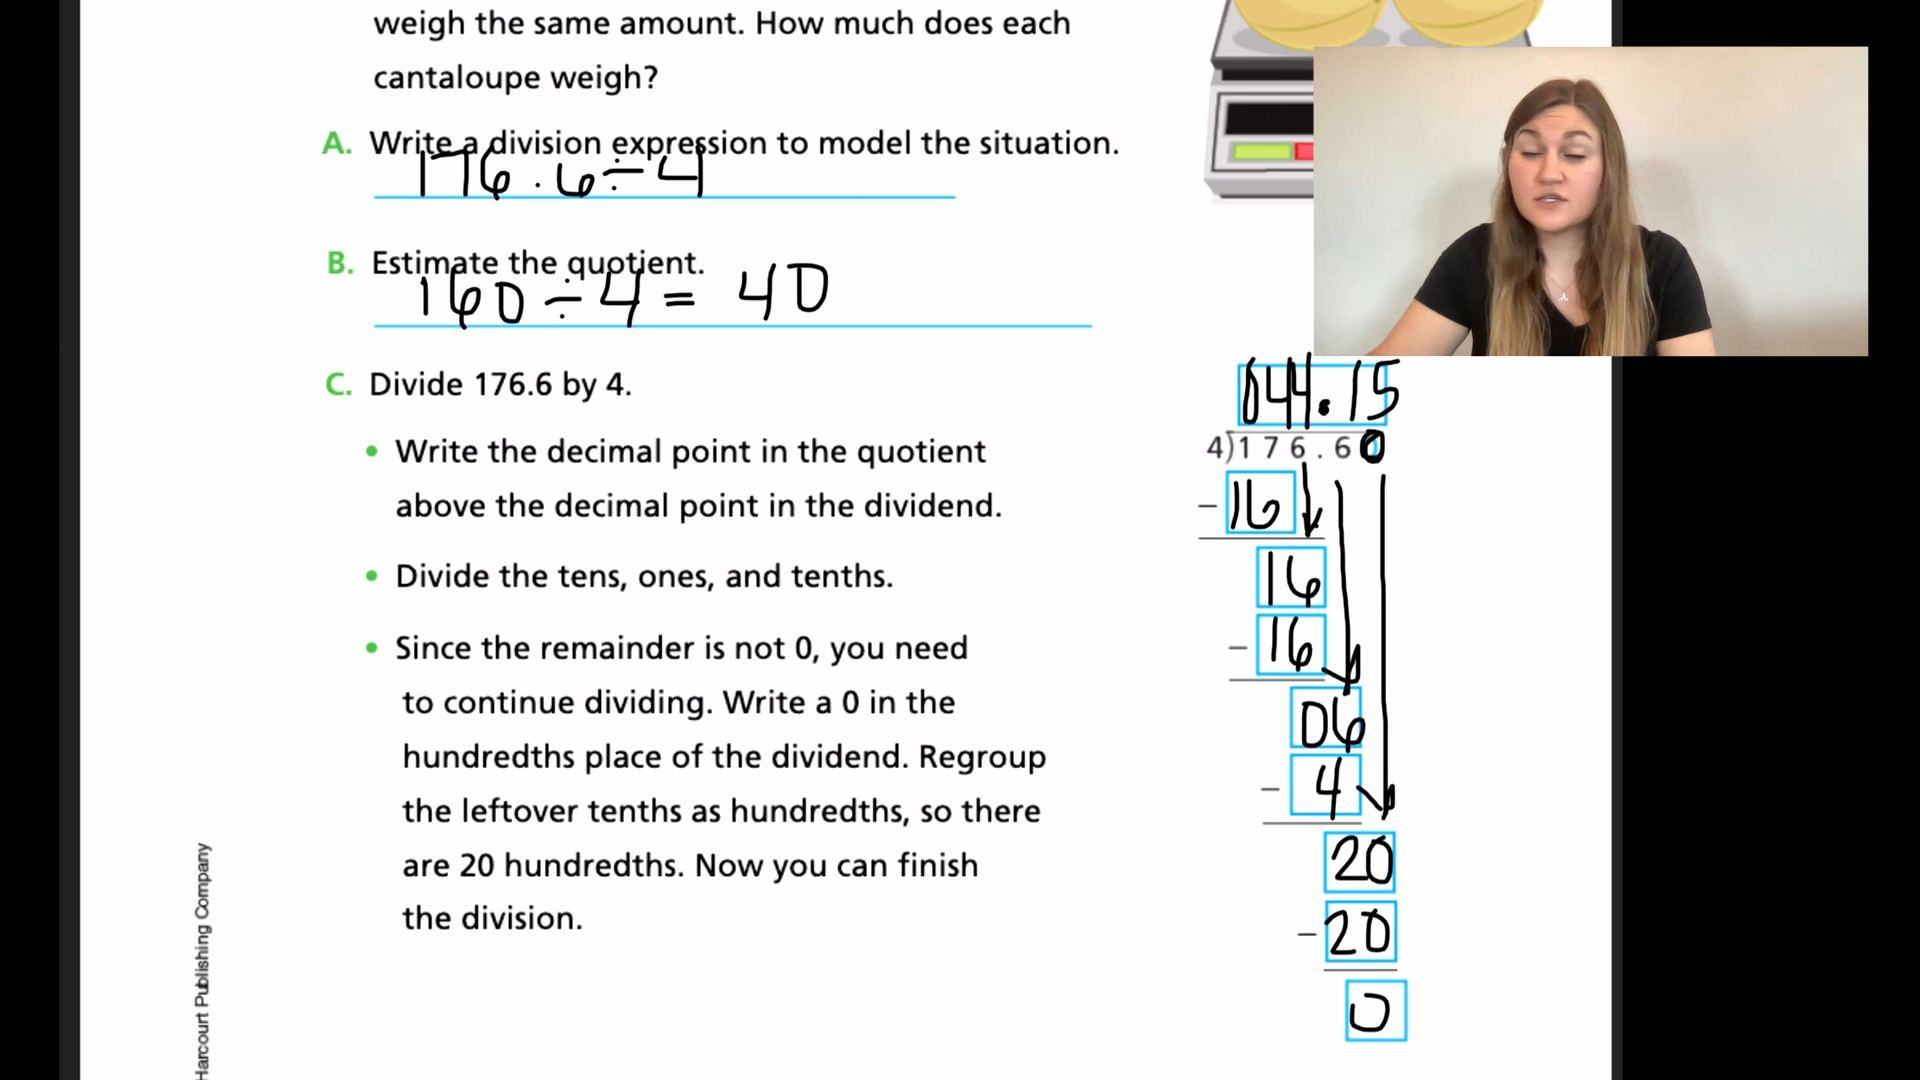 weigh the same amount. How much does each
cantaloupe weigh?
A. Write a division expression to model the situation.
176.6÷4
B. Estimate the quotient.
160÷4= 40
C. Divide 176.6 by 4.
• Write the decimal point in the quotient
above the decimal point in the dividend.
• Divide the tens, ones, and tenths.
• Since the remainder is not 0, you need
to continue dividing. Write a 0 in the
hundredths place of the dividend. Regroup
the leftover tenths as hundredths, so there
are 20 hundredths. Now you can finish
the division.
044.15
4)176.60
-16
16
-16
06
-4
20
-20
0
Harcourt Publishing Company